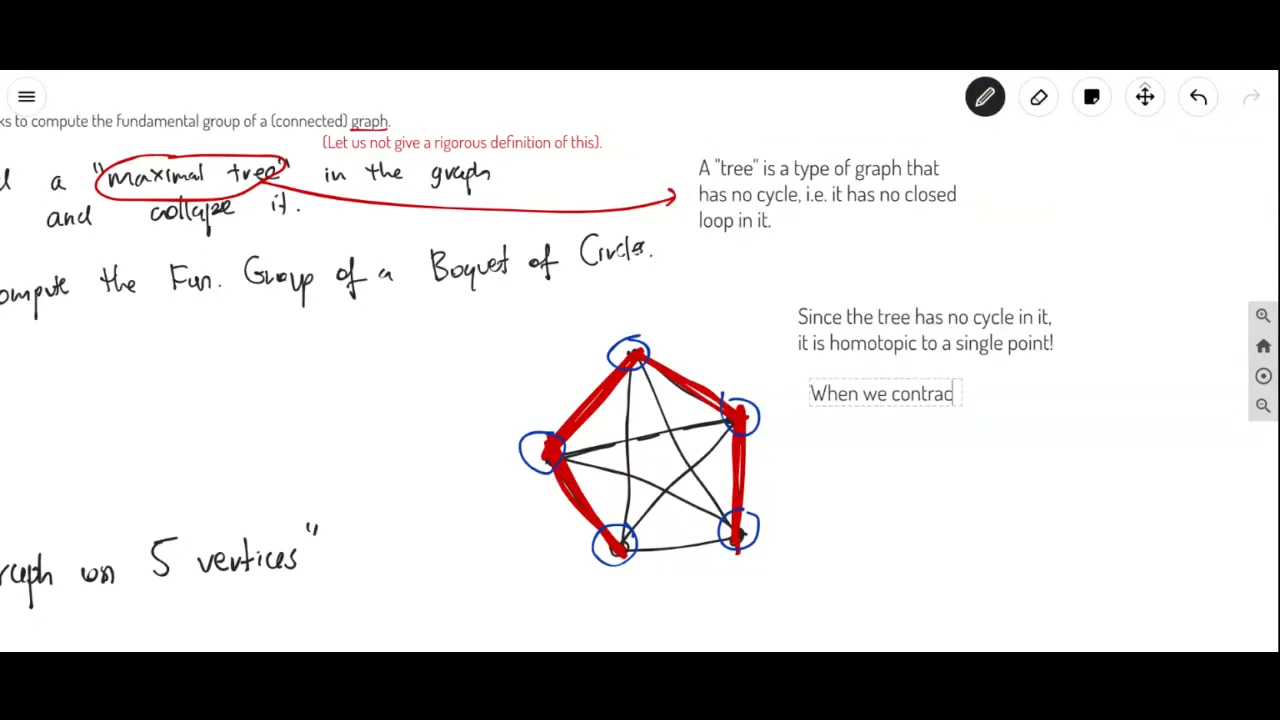 ks to compute the fundamental group of a (connected) graph.
(Let us not give a rigorous definition of this).
a "maximal tree" in the graph
and collapse it.
ompute the Fun. Group of a Boquet of Circles.
A "tree" is a type of graph that
has no cycle, i.e. it has no closed
loop in it.
Since the tree has no cycle in it,
it is homotopic to a single point!
When we contrac
raph on 5 vertices"